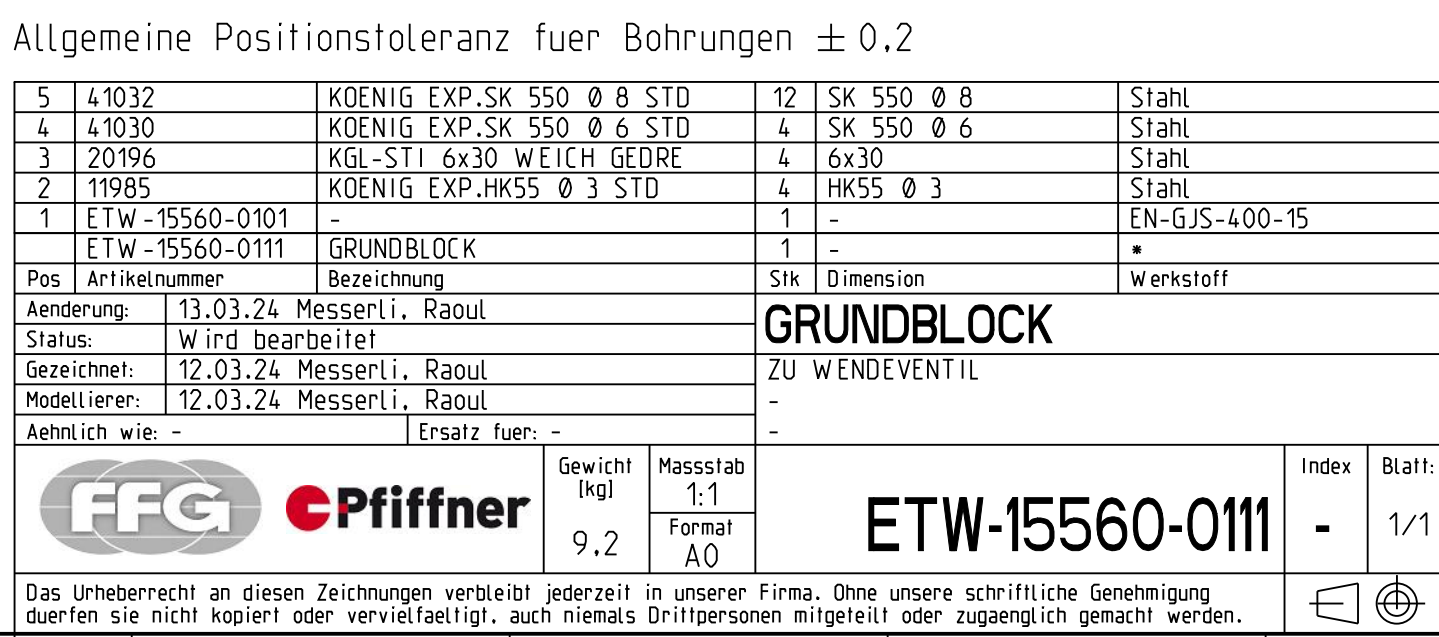 Allgemeine Positionstoleranz fuer Bohrungen ± 0.2
5 41032 KOENIG EXP.SK 550 Ø 8 STD 12 SK 550 Ø 8 Stahl
4 41030 KOENIG EXP.SK 550 Ø 6 STD 4 SK 550 Ø 6 Stahl
3 20196 KGL-STI 6x30 WEICH GEDRE 4 6x30 Stahl
2 11985 KOENIG EXP.HK55 Ø 3 STD 4 HK55 Ø 3 Stahl
1 ETW-15560-0101 - 1 - EN-GJS-400-15
ETW-15560-0111 GRUNDBLOCK 1 - *
Pos Artikelnummer Bezeichnung Stk Dimension Werkstoff
Aenderung: 13.03.24 Messerli, Raoul
Status: Wird bearbeitet
GRUNDBLOCK
Gezeichnet: 12.03.24 Messerli, Raoul
ZU WENDEVENTIL
Modellierer: 12.03.24 Messerli, Raoul
-
Aehnlich wie: - Ersatz fuer: -
-
FFG Pfiffner
Gewicht
[kg]
9,2
Massstab
1:1
Format
A0
ETW-15560-0111
Index
-
Blatt:
1/1
Das Urheberrecht an diesen Zeichnungen verbleibt jederzeit in unserer Firma. Ohne unsere schriftliche Genehmigung
duerfen sie nicht kopiert oder vervielfaeltigt, auch niemals Drittpersonen mitgeteilt oder zugaenglich gemacht werden.